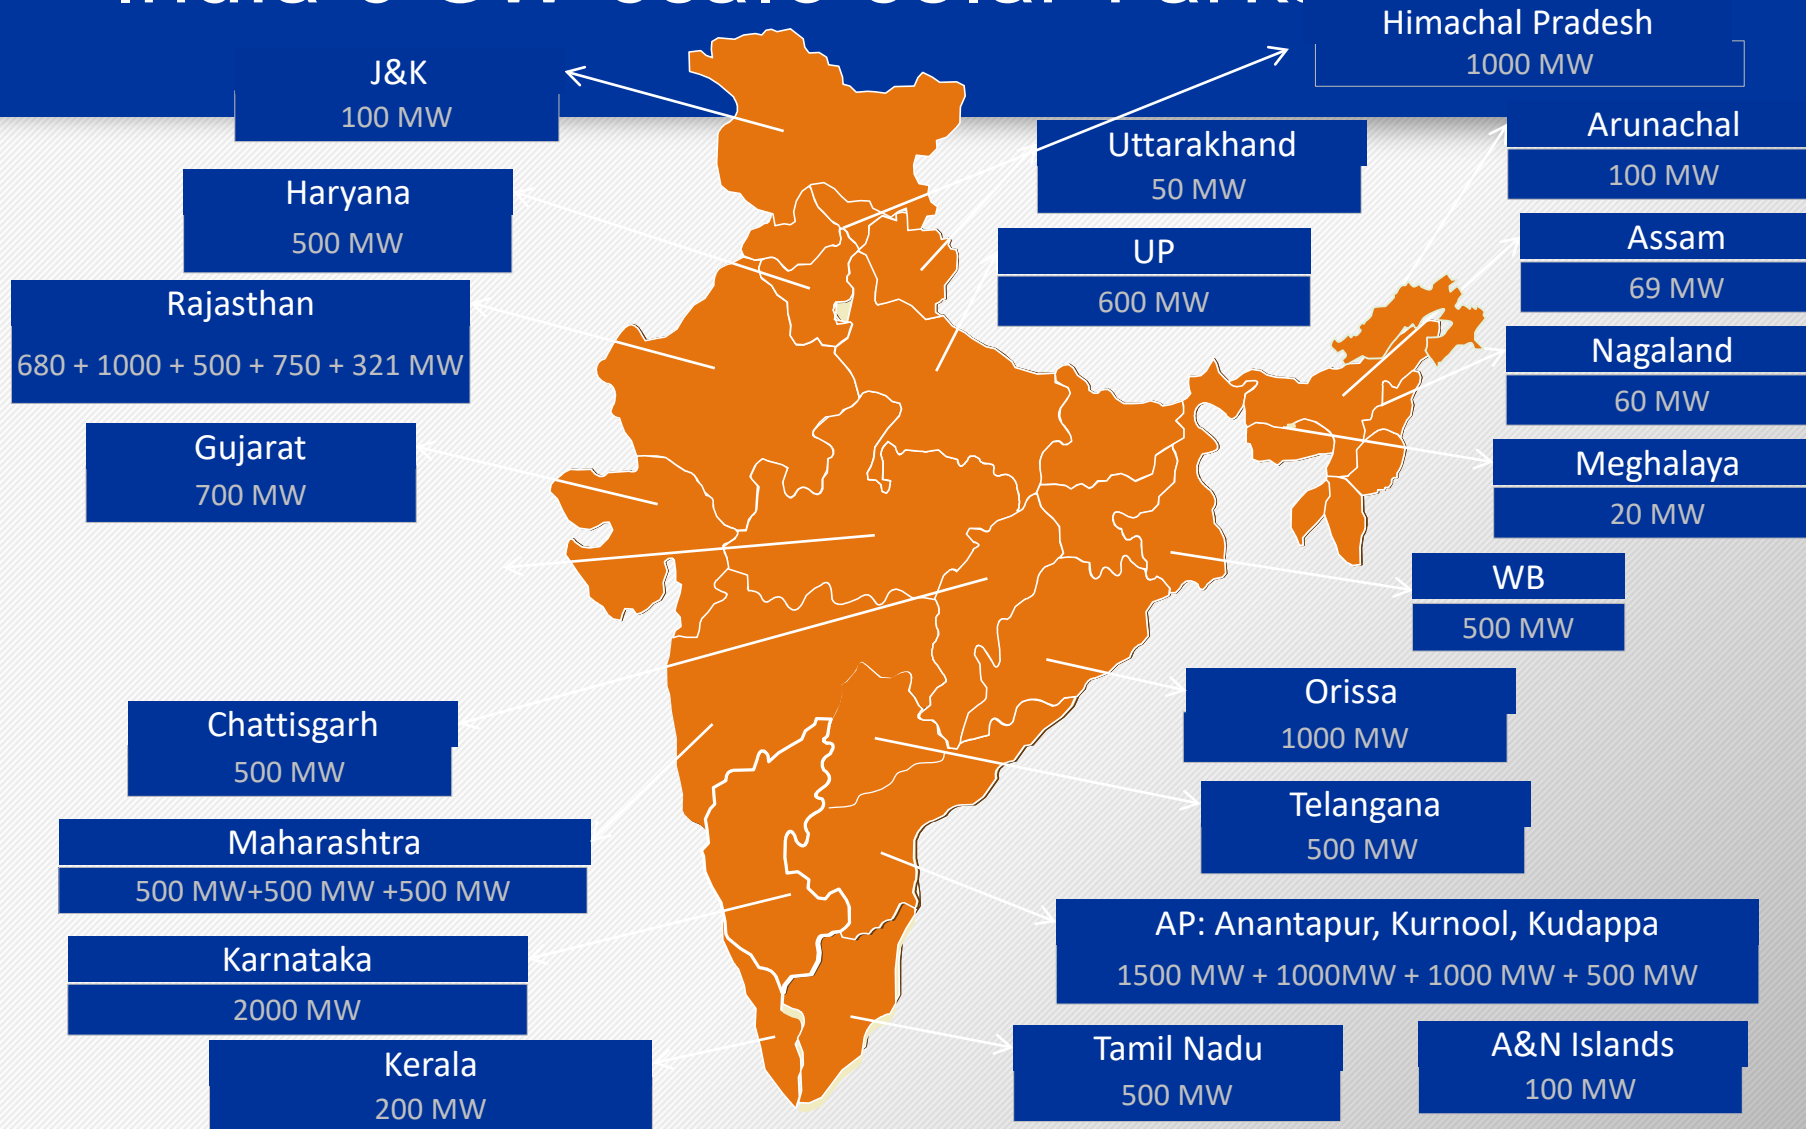 Himachal Pradesh
1000 MW
J&K
100 MW
Arunachal
100 MW
Uttarakhand
50 MW
Haryana
500 MW
UP
600 MW
Assam
69 MW
Rajasthan
680 + 1000 + 500 + 750 + 321 MW
Nagaland
60 MW
Gujarat
700 MW
Meghalaya
20 MW
WB
500 MW
Orissa
1000 MW
Chattisgarh
500 MW
Telangana
500 MW
Maharashtra
500 MW+500 MW +500 MW
AP: Anantapur, Kurnool, Kudappa
1500 MW + 1000MW + 1000 MW + 500 MW
Karnataka
2000 MW
Tamil Nadu
500 MW
A&N Islands
100 MW
Kerala
200 MW